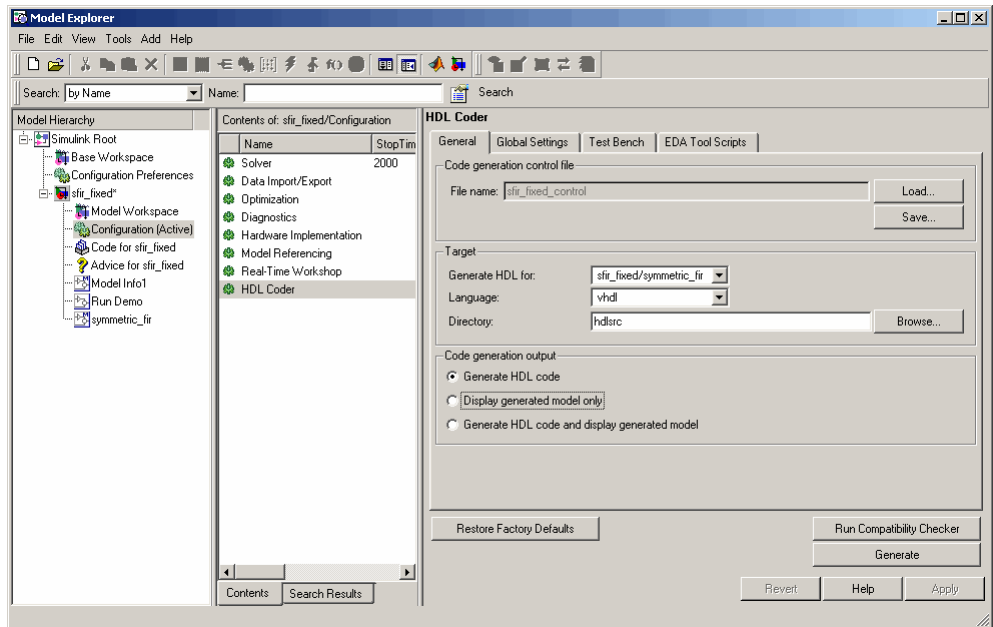 Model Explorer
File Edit View Tools Add Help
Search: by Name Name: Search
Model Hierarchy
Simulink Root
Base Workspace
Configuration Preferences
sfir_fixed*
Model Workspace
Configuration (Active)
Code for sfir_fixed
Advice for sfir_fixed
Model Info1
Run Demo
symmetric_fir
Contents of: sfir_fixed/Configuration
Name StopTim
Solver 2000
Data Import/Export
Optimization
Diagnostics
Hardware Implementation
Model Referencing
Real-Time Workshop
HDL Coder
Contents Search Results
HDL Coder
General Global Settings Test Bench EDA Tool Scripts
Code generation control file
File name: sfir_fixed_control Load...
Save...
Target
Generate HDL for: sfir_fixed/symmetric_fir
Language: vhdl
Directory: hdlsrc Browse...
Code generation output
Generate HDL code
Display generated model only
Generate HDL code and display generated model
Restore Factory Defaults Run Compatibility Checker
Generate
Revert Help Apply